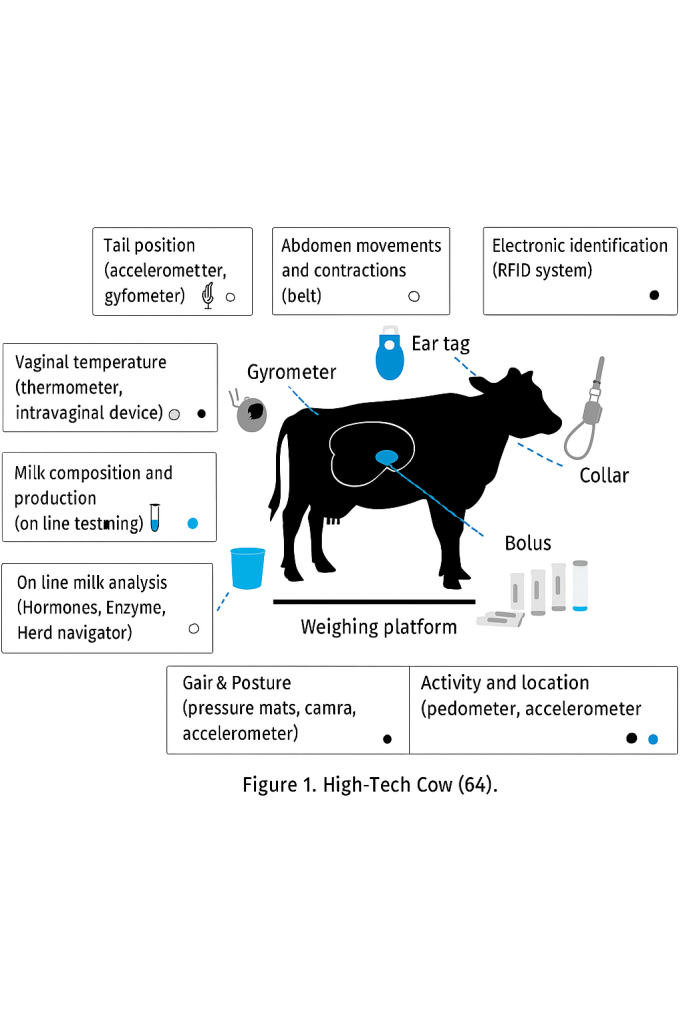 Tail position
(accelerometter,
gyfometer)
Abdomen movements
and contractions
(belt)
Electronic identification
(RFID system)
Vaginal temperature
(thermometer,
intravaginal device)
Gyrometer
Ear tag
Collar
Milk composition and
production
(on line testning)
Bolus
On line milk analysis
(Hormones, Enzyme,
Herd navigator)
Weighing platform
Gair & Posture
(pressure mats, camra,
accelerometer)
Activity and location
(pedometer, accelerometer
Figure 1. High-Tech Cow (64).